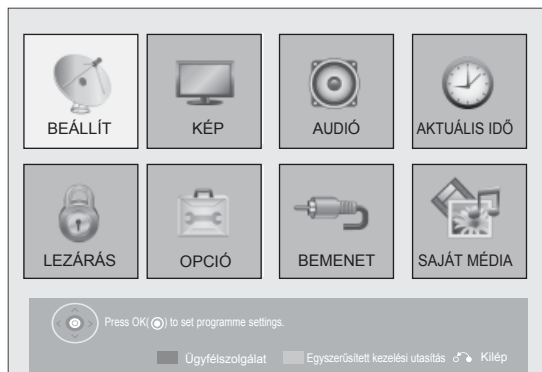 BEÁLLÍT KÉP AUDIÓ AKTUÁLIS IDŐ
LEZÁRÁS OPCIÓ BEMENET SAJÁT MÉDIA
Press OK(◉)) to set programme settings.
Ügyfélszolgálat Egyszerűsített kezelési utasítás Kilép